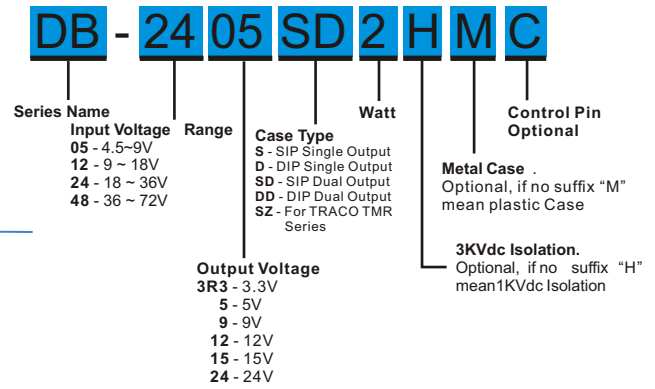 DB - 24 05 SD 2 H M C
Series Name
Input Voltage Range
05 - 4.5~9V
12 - 9 ~ 18V
24 - 18 ~ 36V
48 - 36 ~ 72V
Output Voltage
3R3 - 3.3V
5 - 5V
9 - 9V
12 - 12V
15 - 15V
24 - 24V
Case Type
S - SIP Single Output
D - DIP Single Output
SD - SIP Dual Output
DD - DIP Dual Output
SZ - For TRACO TMR
Series
Watt
3KVdc Isolation.
Optional, if no suffix “H”
mean1KVdc Isolation
Metal Case .
Optional, if no suffix “M”
mean plastic Case
Control Pin
Optional